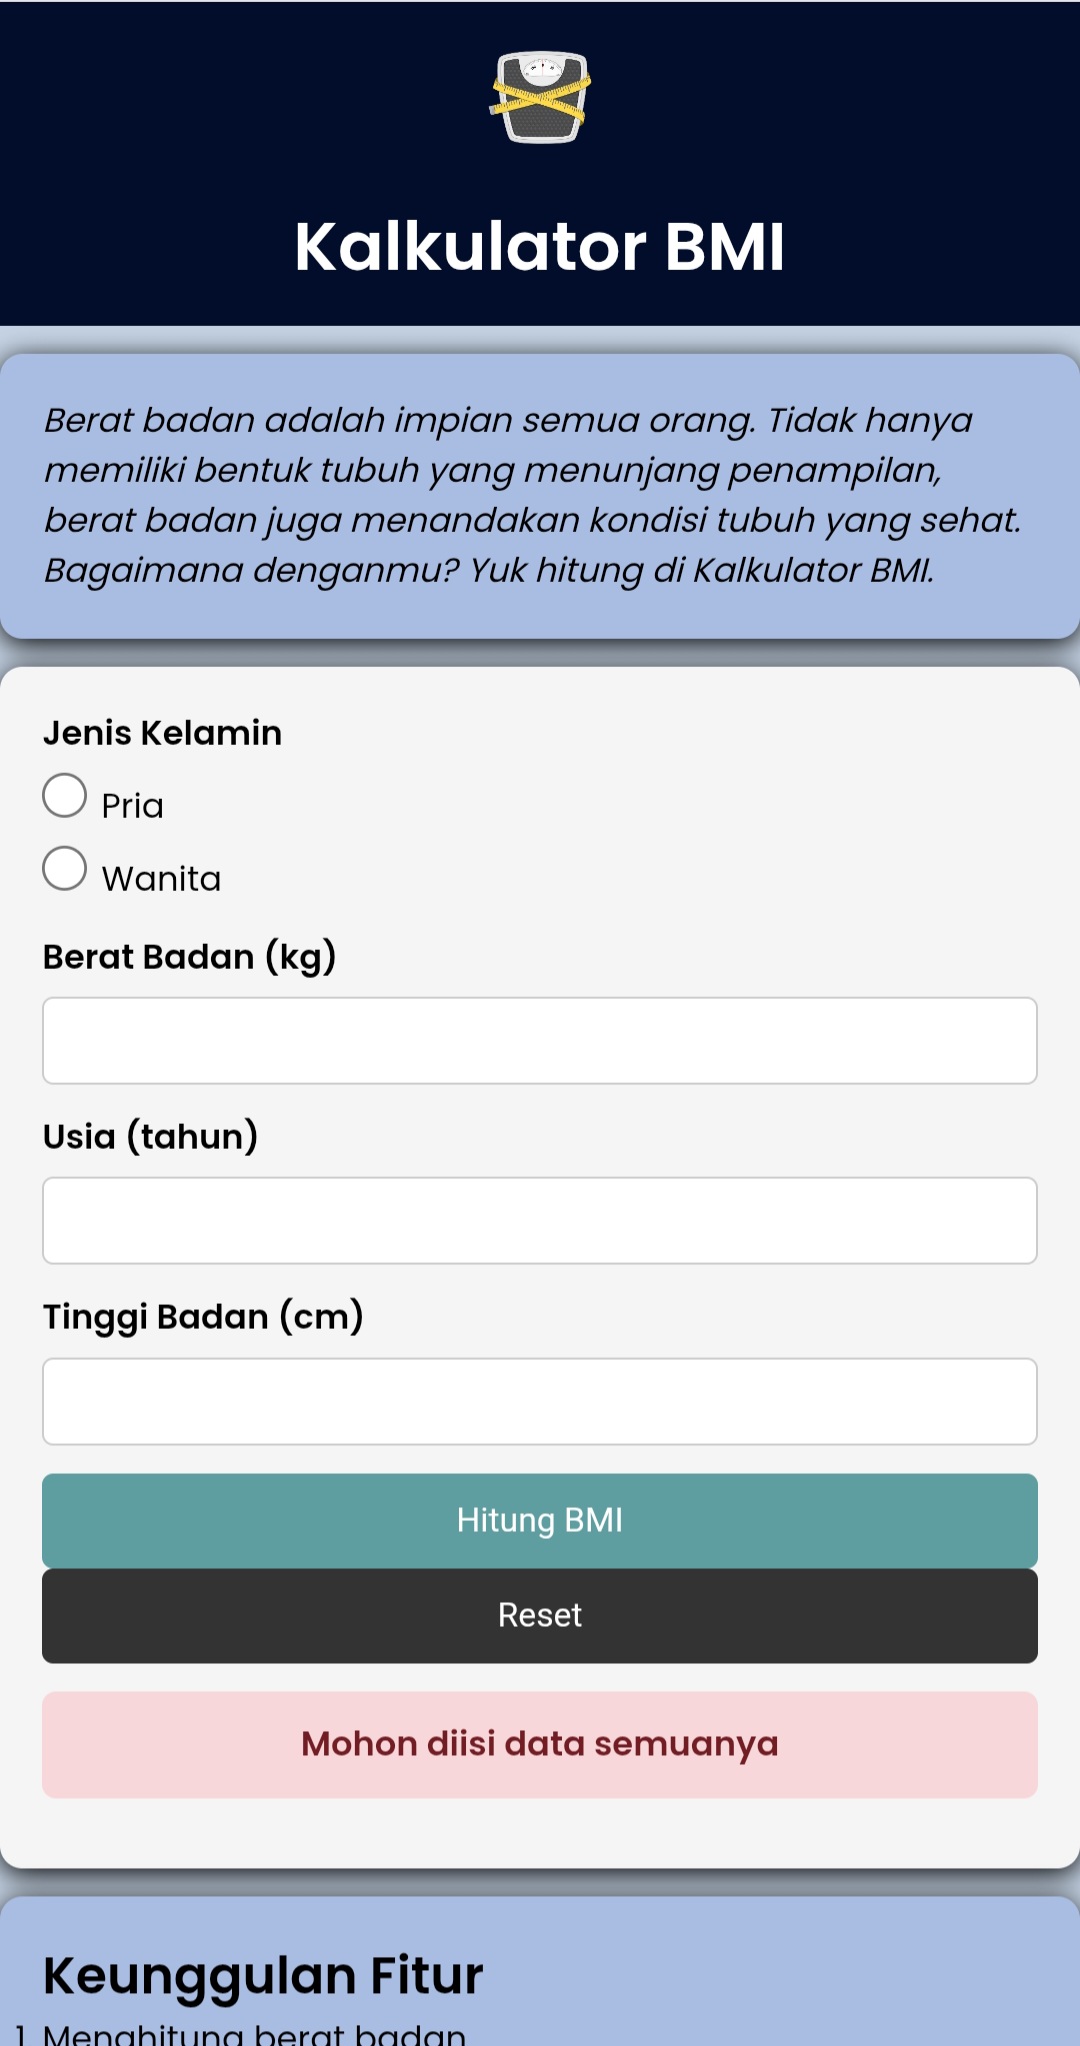 Kalkulator BMI
Berat badan adalah impian semua orang. Tidak hanya
memiliki bentuk tubuh yang menunjang penampilan,
berat badan juga menandakan kondisi tubuh yang sehat.
Bagaimana denganmu? Yuk hitung di Kalkulator BMI.
Jenis Kelamin
Pria
Wanita
Berat Badan (kg)
Usia (tahun)
Tinggi Badan (cm)
Hitung BMI
Reset
Mohon diisi data semuanya
Keunggulan Fitur
1 Menghitung berat badan